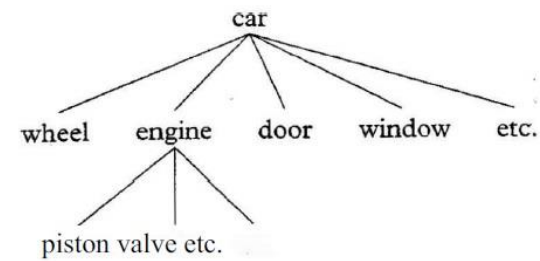 car
wheel engine door window etc.
piston valve etc.